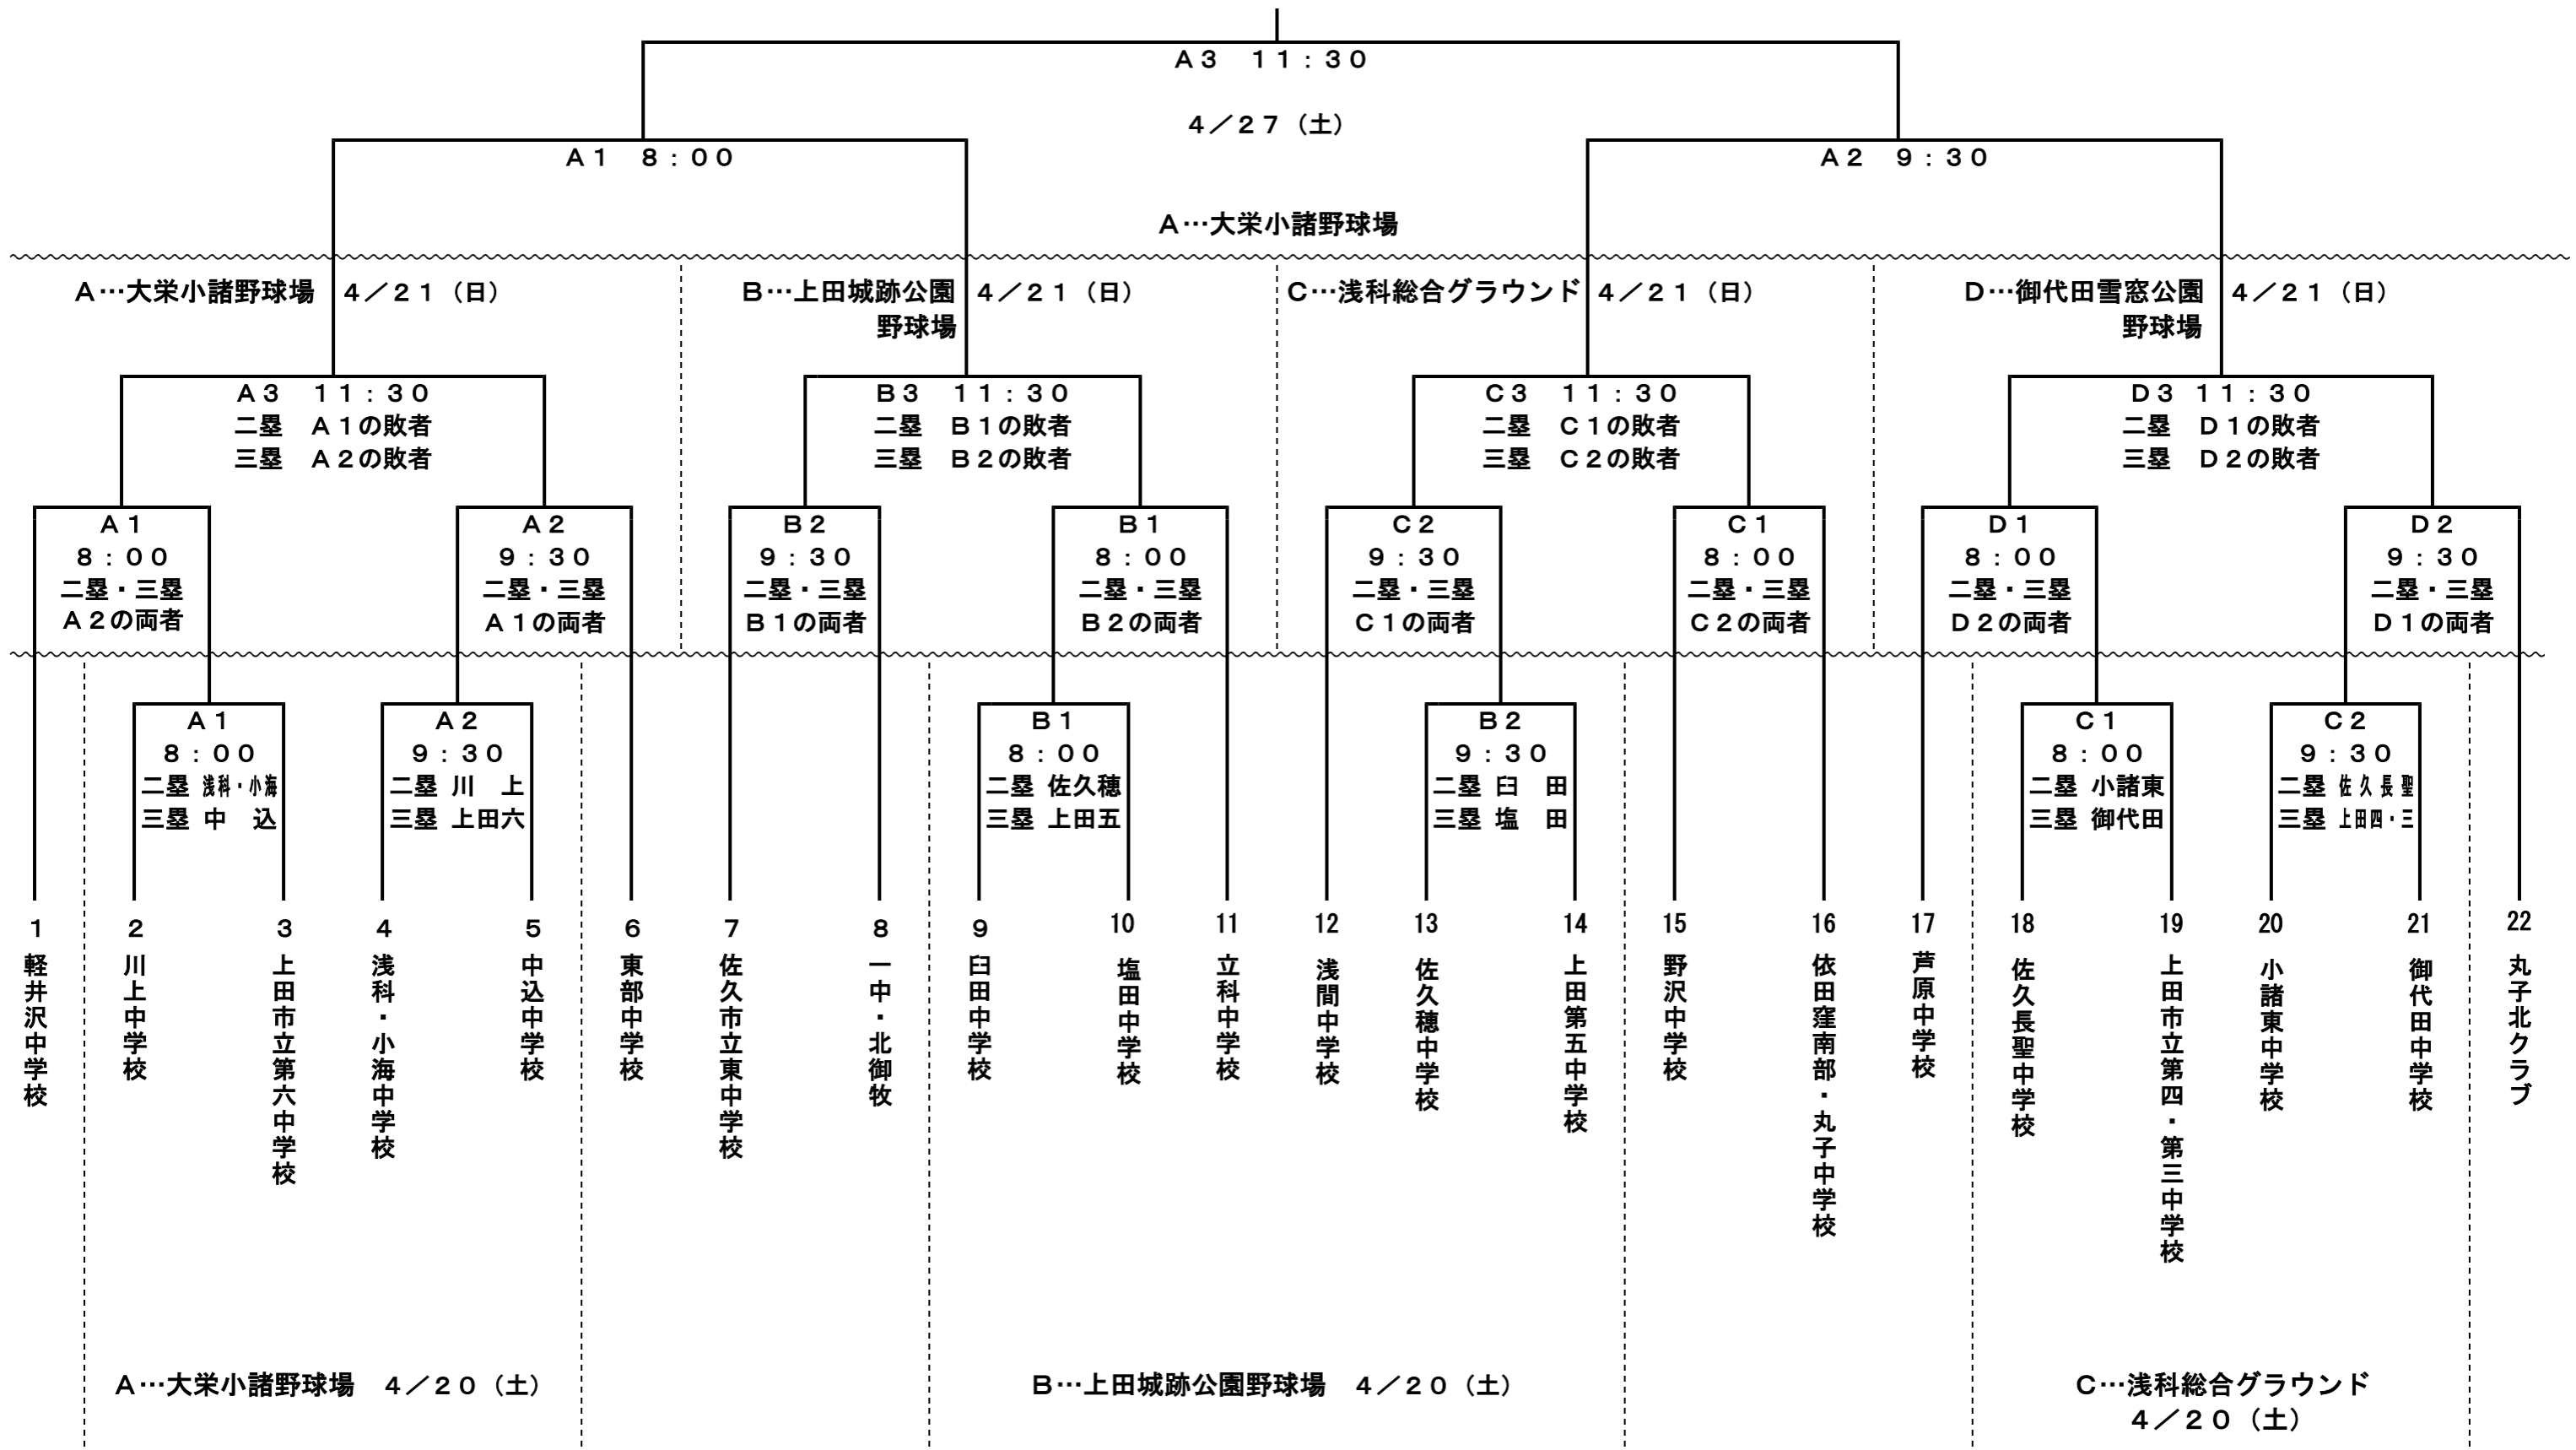 Ａ３　１１：３０
４／２７（土）
Ａ１　８：００
Ａ２　９：３０
Ａ…大栄小諸野球場
Ａ…大栄小諸野球場
４／２１（日）
Ｂ…上田城跡公園
野球場
４／２１（日）
Ｃ…浅科総合グラウンド
４／２１（日）
Ｄ…御代田雪窓公園
野球場
４／２１（日）
Ａ３　１１：３０
二塁　Ａ１の敗者
三塁　Ａ２の敗者
Ｂ３　１１：３０
二塁　Ｂ１の敗者
三塁　Ｂ２の敗者
Ｃ３　１１：３０
二塁　Ｃ１の敗者
三塁　Ｃ２の敗者
Ｄ３　１１：３０
二塁　Ｄ１の敗者
三塁　Ｄ２の敗者
Ａ１
８：００
二塁・三塁
Ａ２の両者
Ａ２
９：３０
二塁・三塁
Ａ１の両者
Ｂ２
９：３０
二塁・三塁
Ｂ１の両者
Ｂ１
８：００
二塁・三塁
Ｂ２の両者
Ｃ２
９：３０
二塁・三塁
Ｃ１の両者
Ｃ１
８：００
二塁・三塁
Ｃ２の両者
Ｄ１
８：００
二塁・三塁
Ｄ２の両者
Ｄ２
９：３０
二塁・三塁
Ｄ１の両者
Ａ１
８：００
二塁 浅科・小海
三塁 中　込
Ａ２
９：３０
二塁 川　上
三塁 上田六
Ｂ１
８：００
二塁 佐久穂
三塁 上田五
Ｂ２
９：３０
二塁 臼　田
三塁 塩　田
Ｃ１
８：００
二塁 小諸東
三塁 御代田
Ｃ２
９：３０
二塁 佐久長聖
三塁 上田四・三
１ 軽井沢中学校
２ 川上中学校
３ 上田市立第六中学校
４ 浅科・小海中学校
５ 中込中学校
６ 東部中学校
７ 佐久市立東中学校
８ 一中・北御牧
９ 臼田中学校
10 塩田中学校
11 立科中学校
12 浅間中学校
13 佐久穂中学校
14 上田第五中学校
15 野沢中学校
16 依田窪南部・丸子中学校
17 芦原中学校
18 佐久長聖中学校
19 上田市立第四・第三中学校
20 小諸東中学校
21 御代田中学校
22 丸子北クラブ
Ａ…大栄小諸野球場　４／２０（土）
Ｂ…上田城跡公園野球場　４／２０（土）
Ｃ…浅科総合グラウンド
４／２０（土）